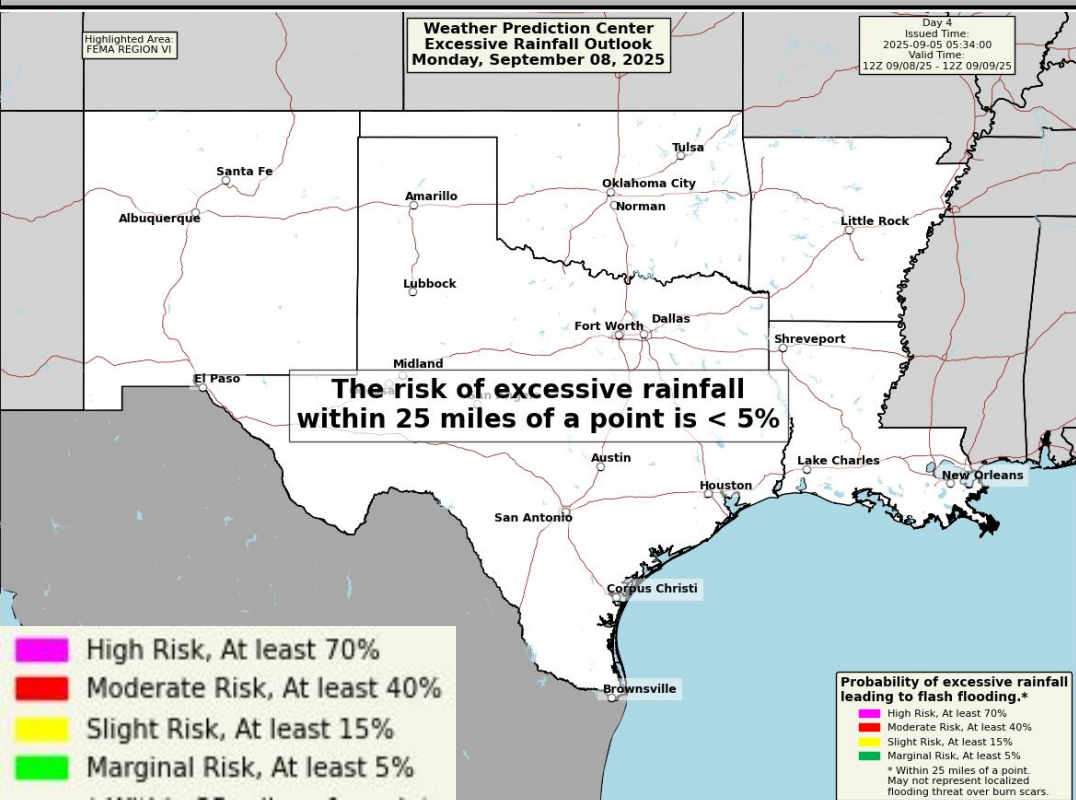 Highlighted Area:
FEMA REGION VI
Weather Prediction Center
Excessive Rainfall Outlook
Monday, September 08, 2025
Day 4
Issued Time:
2025-09-05 05:34:00
Valid Time:
12Z 09/08/25 - 12Z 09/09/25
Tulsa
Santa Fe
Oklahoma City
Amarillo
Norman
Albuquerque
Little Rock
Lubbock
Dallas
Fort Worth
Shreveport
Midland
El Paso
The risk of excessive rainfall
within 25 miles of a point is < 5%
Austin
Lake Charles
New Orleans
Houston
San Antonio
Corpus Christi
Brownsville
High Risk, At least 70%
Moderate Risk, At least 40%
Slight Risk, At least 15%
Marginal Risk, At least 5%
Probability of excessive rainfall
leading to flash flooding.*
High Risk, At least 70%
Moderate Risk, At least 40%
Slight Risk, At least 15%
Marginal Risk, At least 5%
* Within 25 miles of a point.
May not represent localized
flooding threat over burn scars.